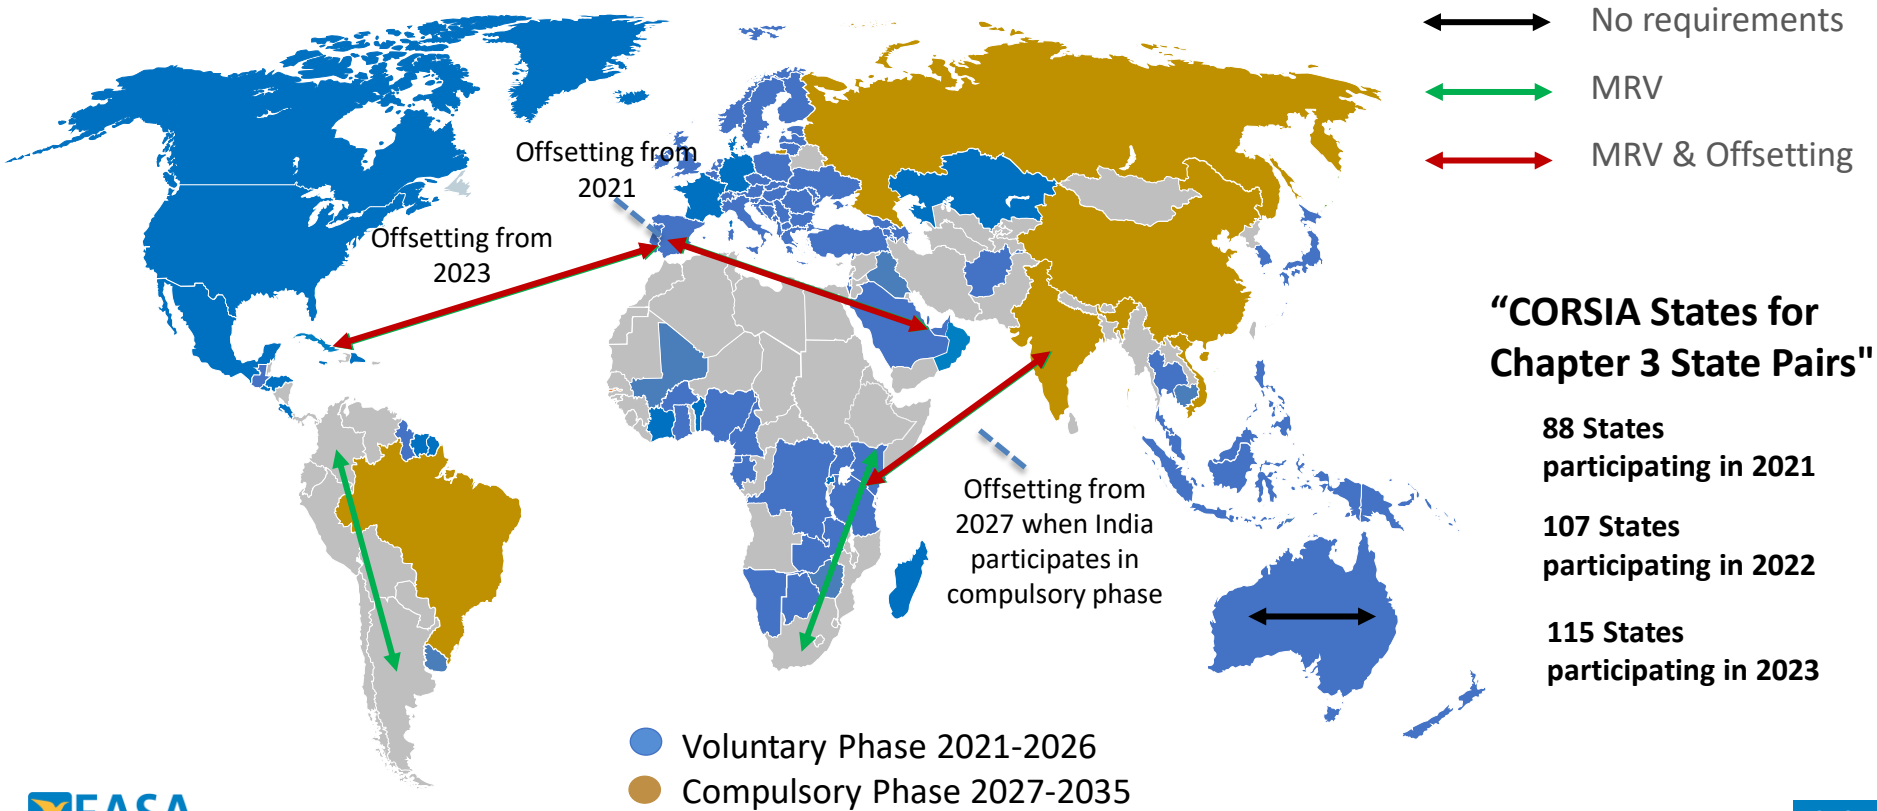 No requirements
MRV
MRV & Offsetting
Offsetting from
2021
Offsetting from
2023
“CORSIA States for
Chapter 3 State Pairs"
88 States
participating in 2021
107 States
participating in 2022
115 States
participating in 2023
Offsetting from
2027 when India
participates in
compulsory phase
Voluntary Phase 2021-2026
Compulsory Phase 2027-2035
EASA